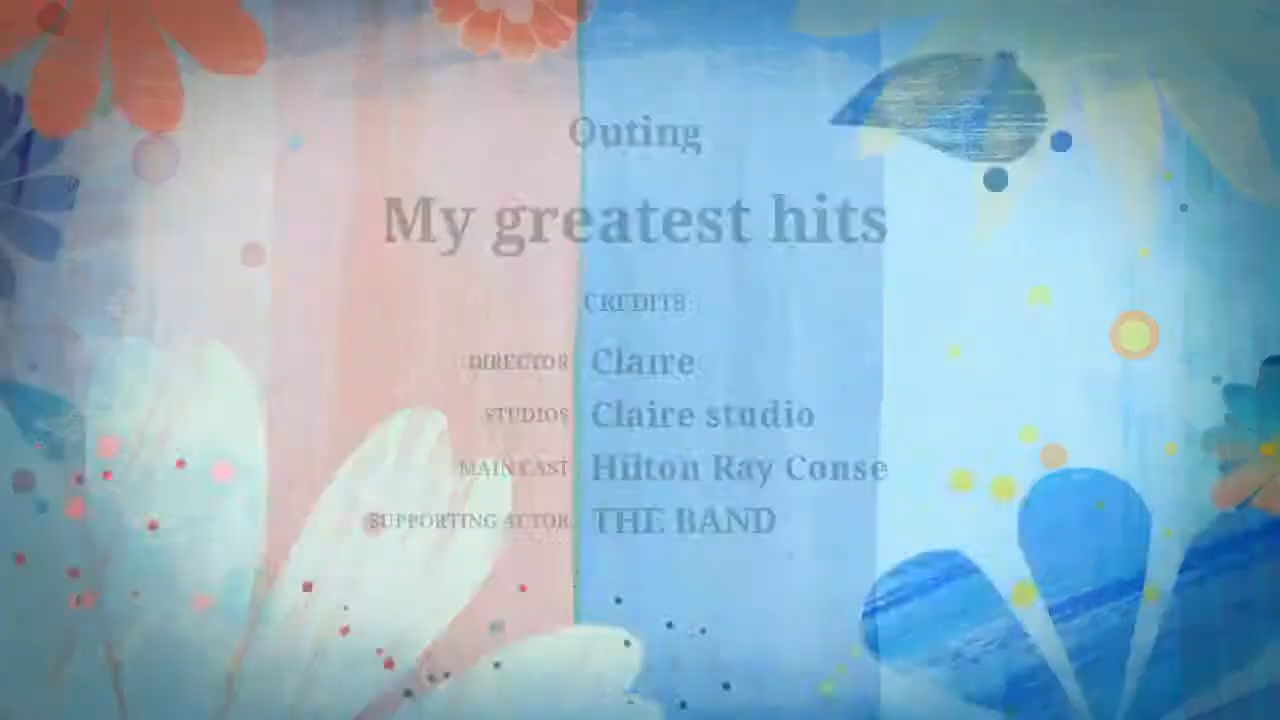 Outing
My greatest hits
CREDITS
DIRECTOR Claire
STUDIOS Claire studio
MAIN CAST Hilton Ray Conse
SUPPORTING ACTOR THE BAND